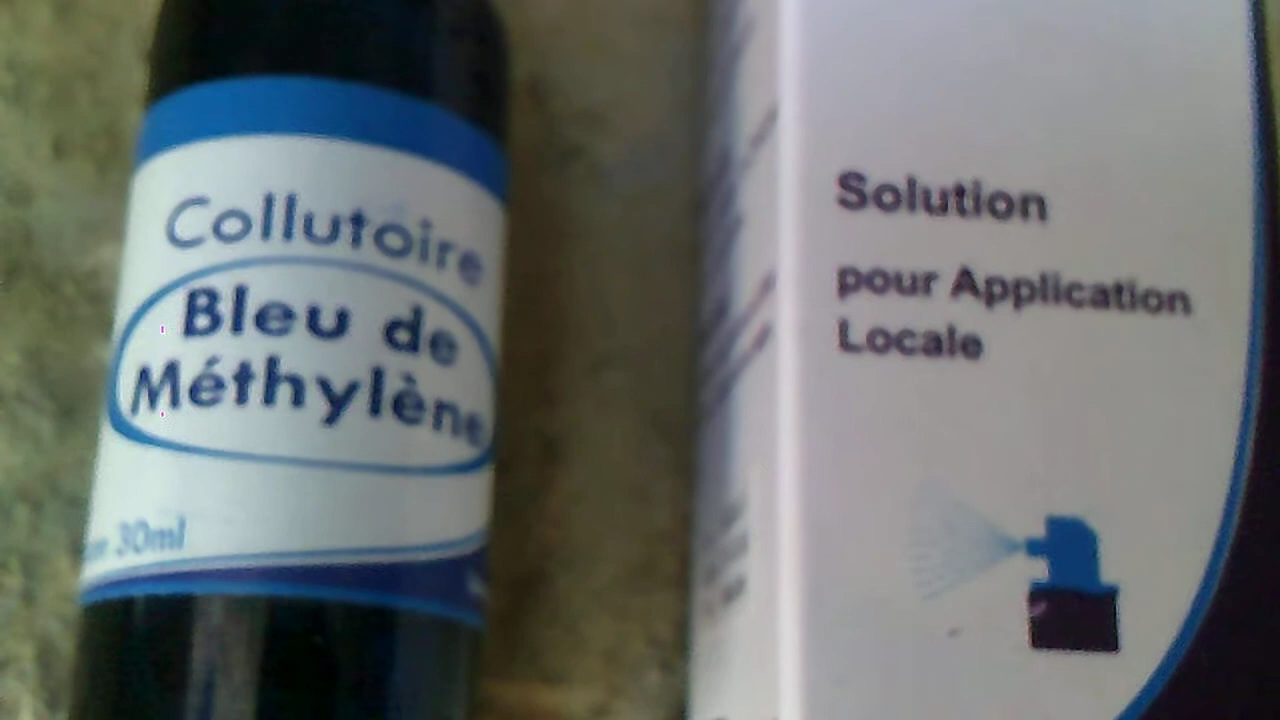 Collutoire
Bleu de
Méthylène
30ml
Solution
pour Application
Locale